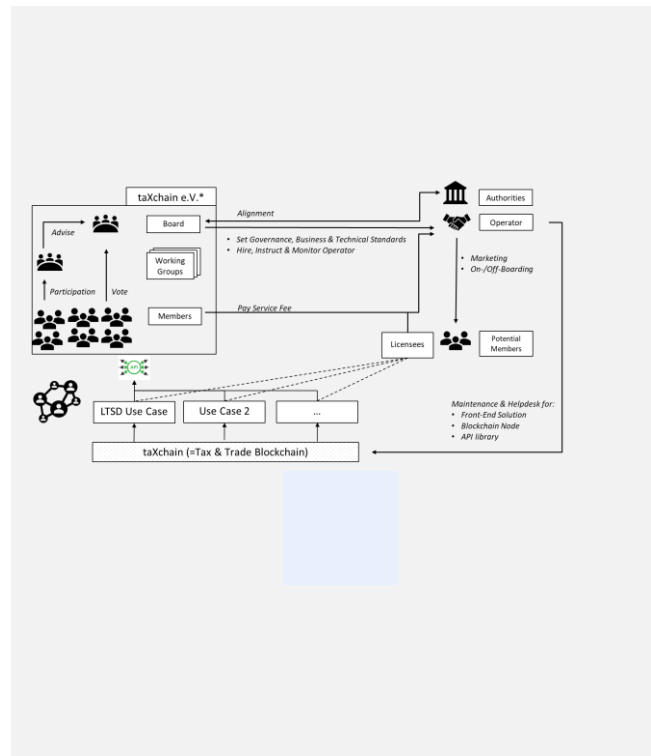 taXchain e.V.*
Authorities
Alignment
Board
Operator
Advise
• Set Governance, Business & Technical Standards
• Hire, Instruct & Monitor Operator
Working
Groups
• Marketing
• On-/Off-Boarding
Participation
Vote
Pay Service Fee
Members
Licensees
Potential
Members
API
LTSD Use Case
Use Case 2
...
Maintenance & Helpdesk for:
• Front-End Solution
• Blockchain Node
• API library
taXchain (=Tax & Trade Blockchain)